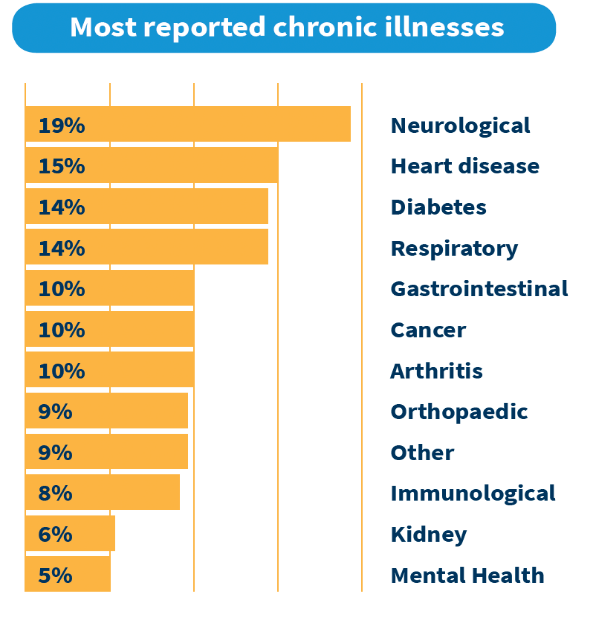 Most reported chronic illnesses
19% Neurological
15% Heart disease
14% Diabetes
14% Respiratory
10% Gastrointestinal
10% Cancer
10% Arthritis
9% Orthopaedic
9% Other
8% Immunological
6% Kidney
5% Mental Health